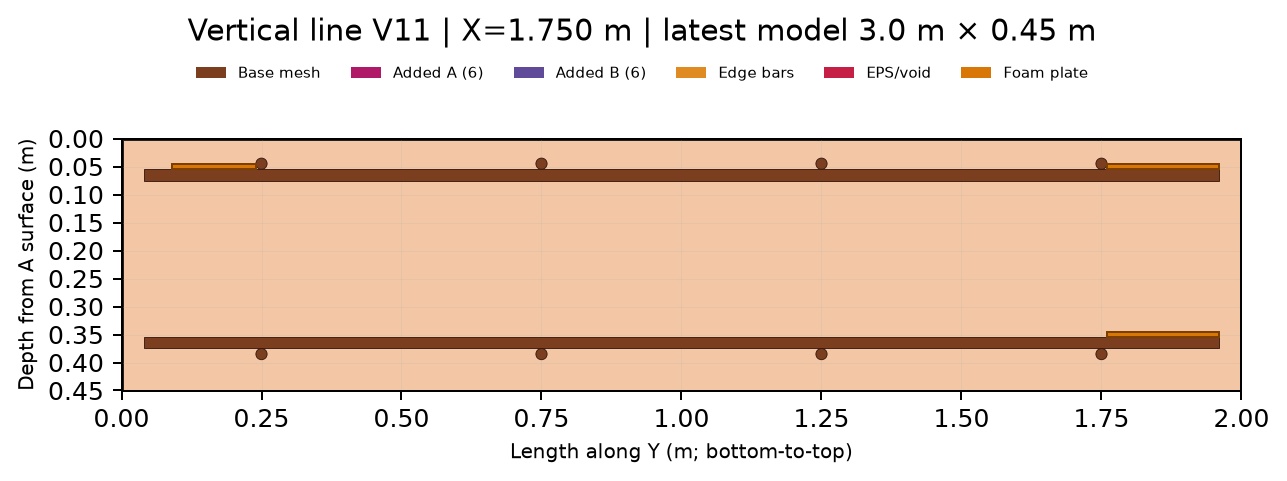 Vertical line V11 | X=1.750 m | latest model 3.0 m × 0.45 m
Base mesh Added A (6) Added B (6) Edge bars EPS/void Foam plate
Depth from A surface (m)
0.00
0.05
0.10
0.15
0.20
0.25
0.30
0.35
0.40
0.45
0.00 0.25 0.50 0.75 1.00 1.25 1.50 1.75 2.00
Length along Y (m; bottom-to-top)